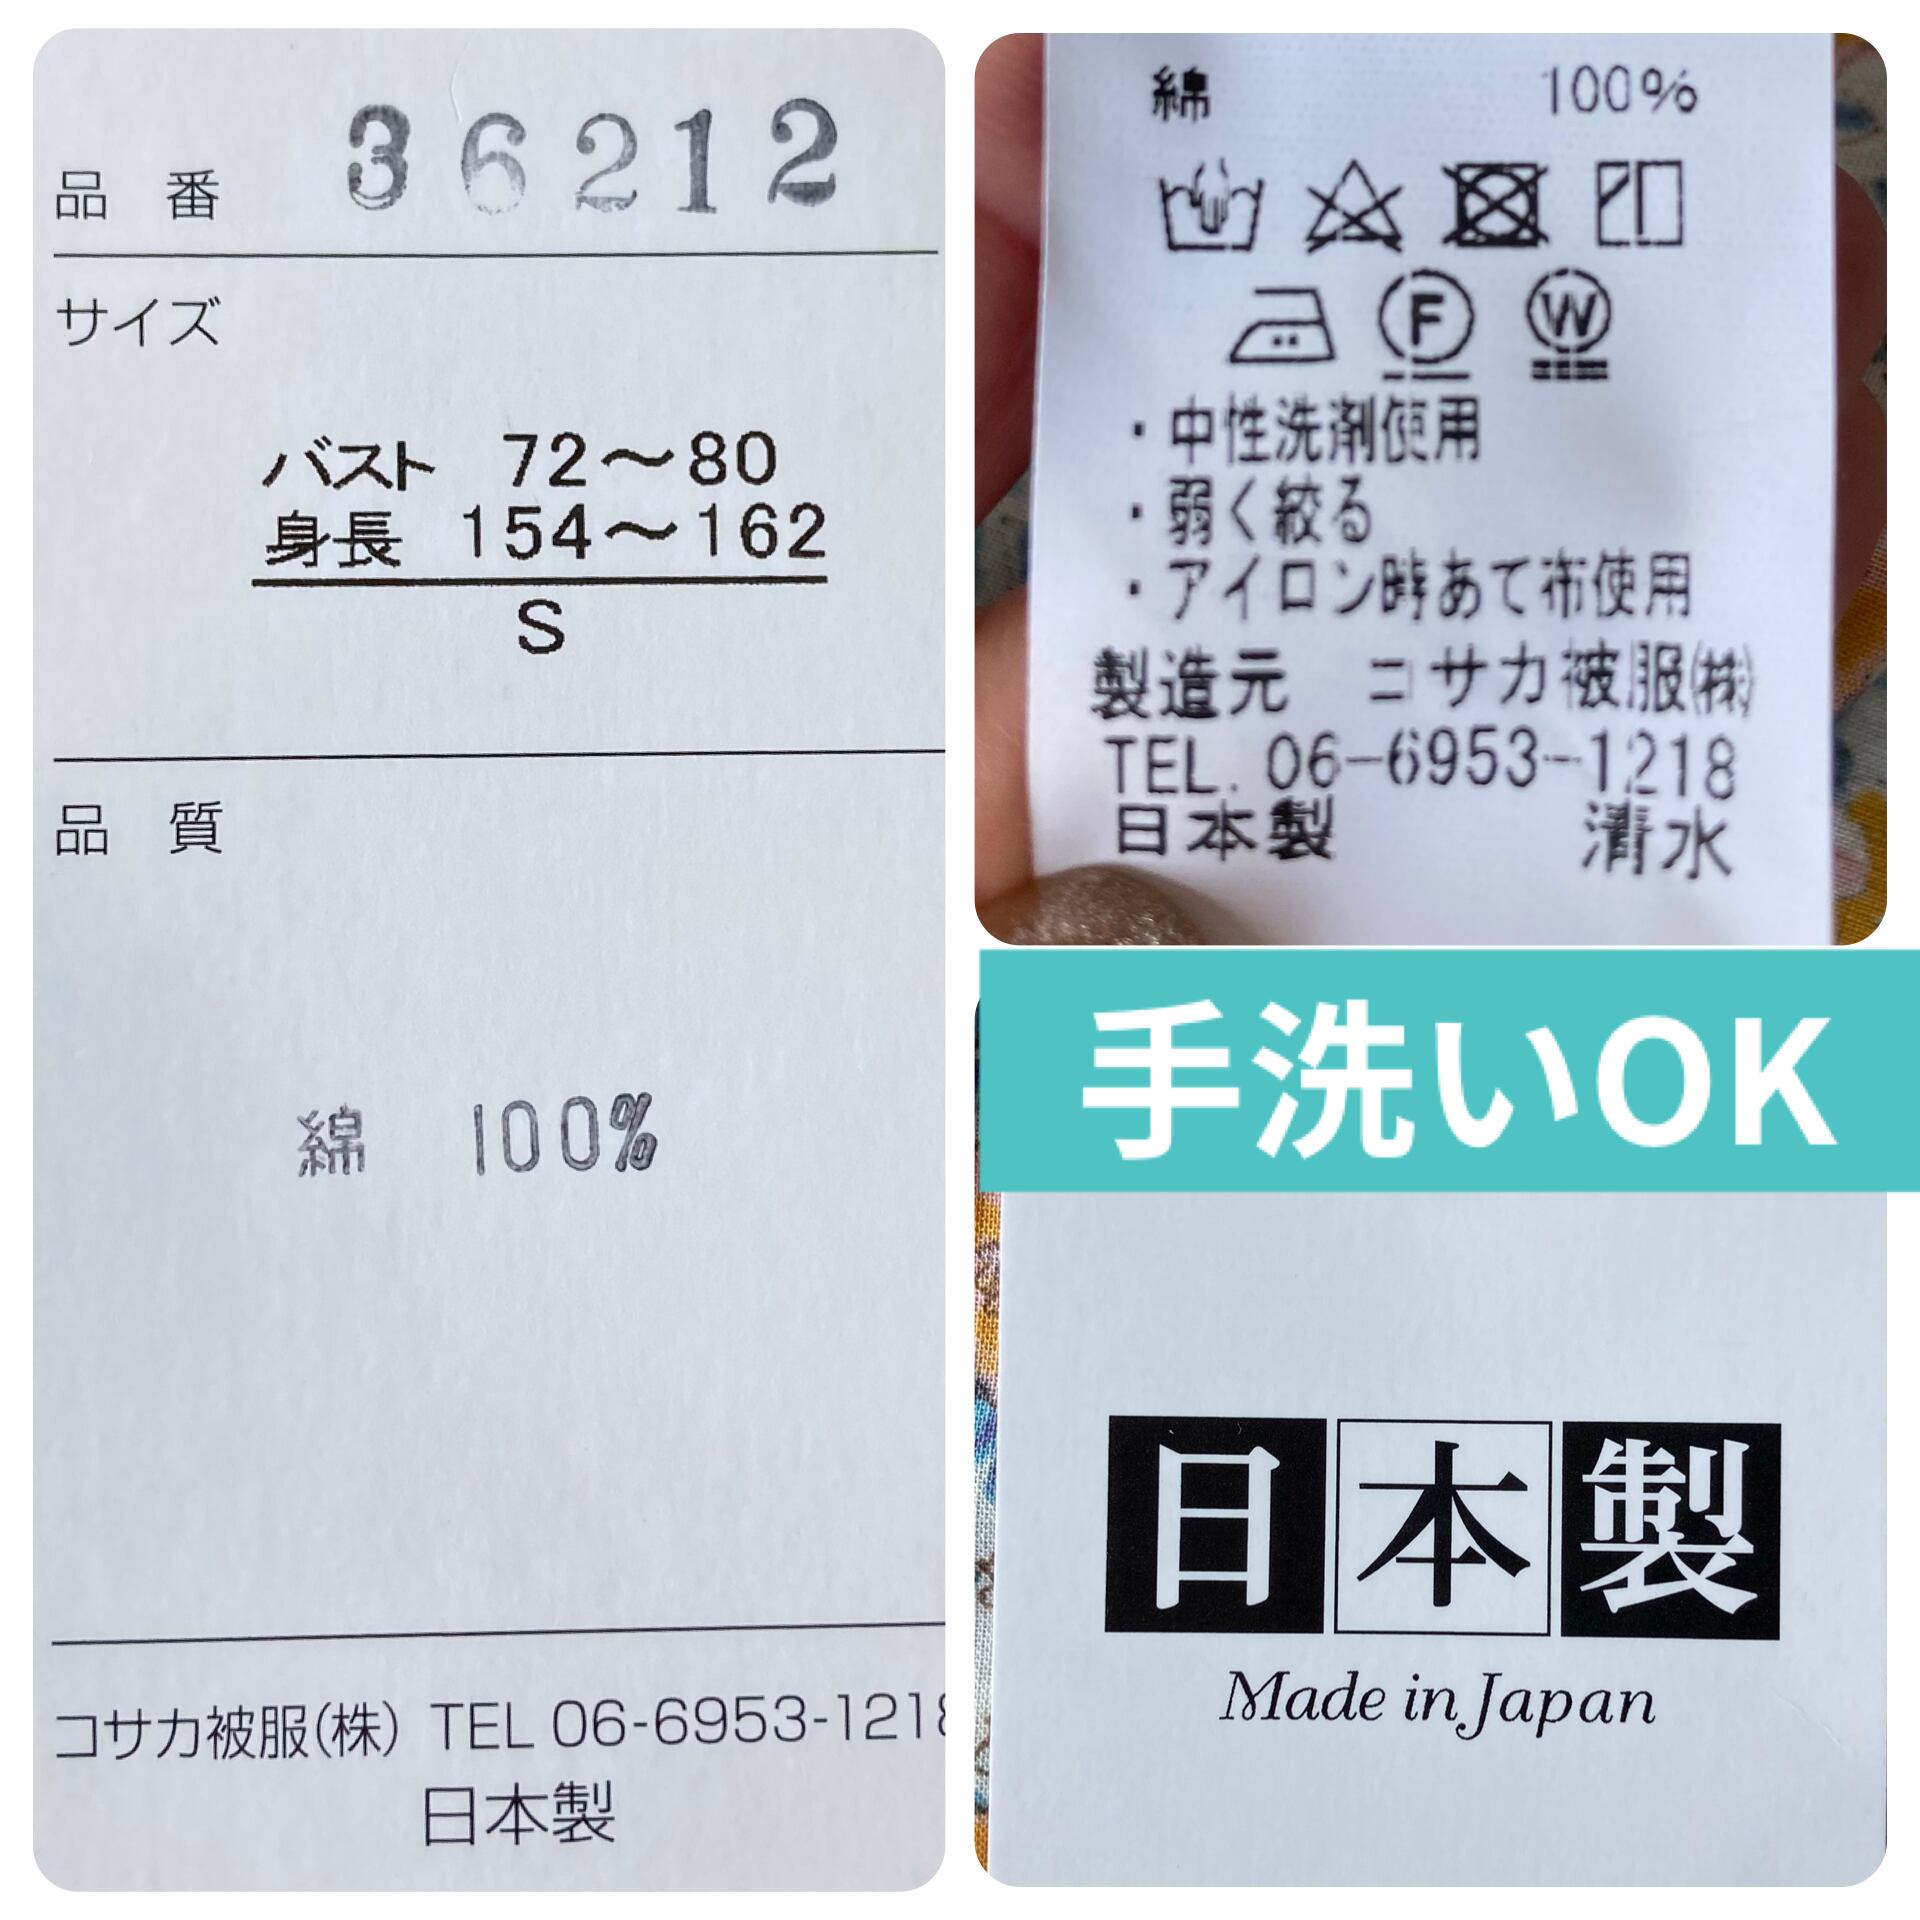 品番 36212
サイズ
バスト 72〜80
身長 154〜162
S
品質
綿 100%
コサカ被服(株) TEL 06-6953-1218
日本製
綿 100%
F W
・中性洗剤使用
・弱く絞る
・アイロン時あて布使用
製造元 コサカ被服㈱
TEL. 06-6953-1218
日本製 清水
手洗いOK
日本製
Made in Japan